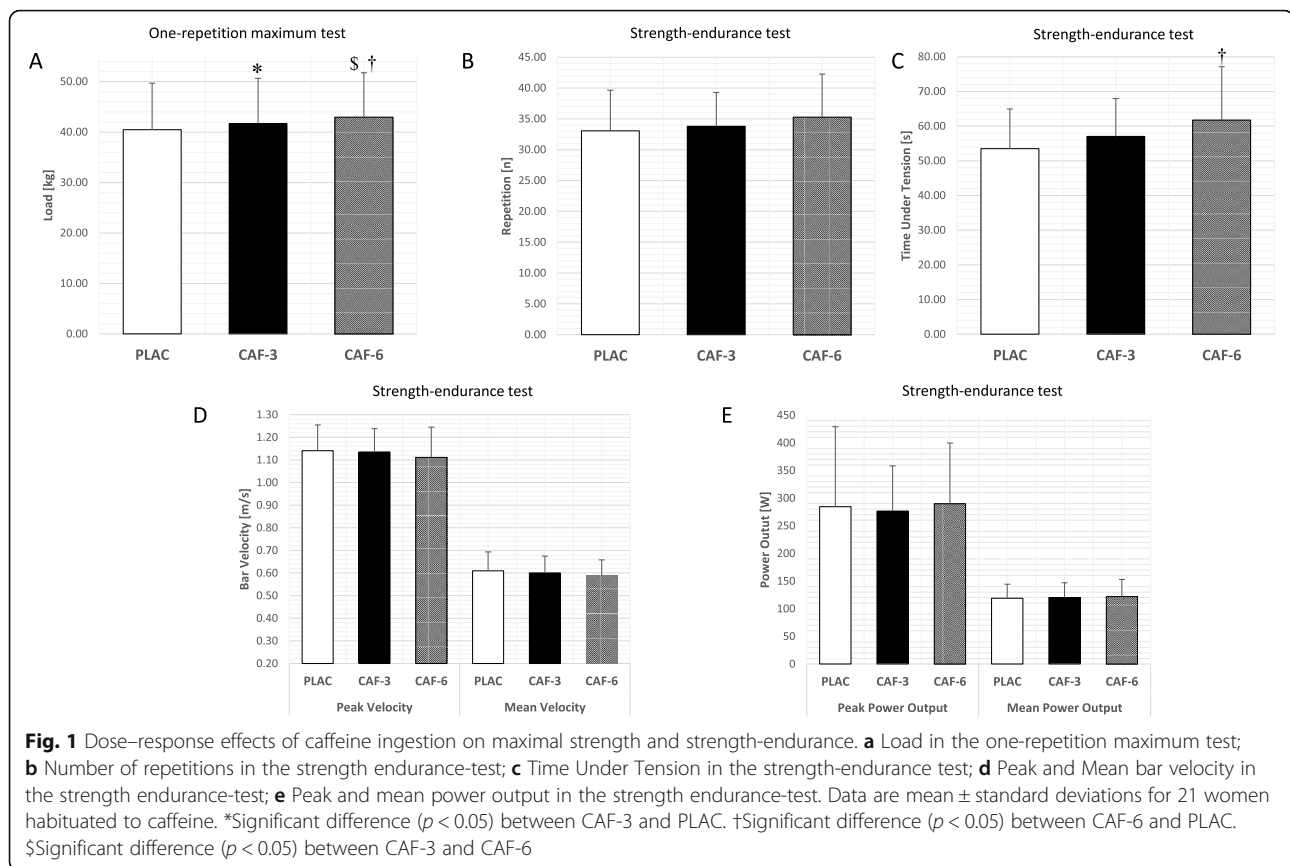 One-repetition maximum test
A
* $ †
50.00
40.00
30.00
20.00
10.00
0.00
Load [kg]
PLAC CAF-3 CAF-6
Strength-endurance test
B
45.00
40.00
35.00
30.00
25.00
20.00
15.00
10.00
5.00
0.00
Repetition [n]
PLAC CAF-3 CAF-6
Strength-endurance test
C
†
80.00
70.00
60.00
50.00
40.00
30.00
20.00
10.00
0.00
Time Under Tension [s]
PLAC CAF-3 CAF-6
Strength-endurance test
D
1.30
1.20
1.10
1.00
0.90
0.80
0.70
0.60
0.50
0.40
0.30
0.20
Bar Velocity [m/s]
PLAC CAF-3 CAF-6 PLAC CAF-3 CAF-6
Peak Velocity Mean Velocity
Strength-endurance test
E
450
400
350
300
250
200
150
100
50
0
Power Outut [W]
PLAC CAF-3 CAF-6 PLAC CAF-3 CAF-6
Peak Power Output Mean Power Output
Fig. 1 Dose–response effects of caffeine ingestion on maximal strength and strength-endurance. a Load in the one-repetition maximum test;
b Number of repetitions in the strength endurance-test; c Time Under Tension in the strength-endurance test; d Peak and Mean bar velocity in
the strength endurance-test; e Peak and mean power output in the strength endurance-test. Data are mean ± standard deviations for 21 women
habituated to caffeine. *Significant difference (p < 0.05) between CAF-3 and PLAC. †Significant difference (p < 0.05) between CAF-6 and PLAC.
$Significant difference (p < 0.05) between CAF-3 and CAF-6